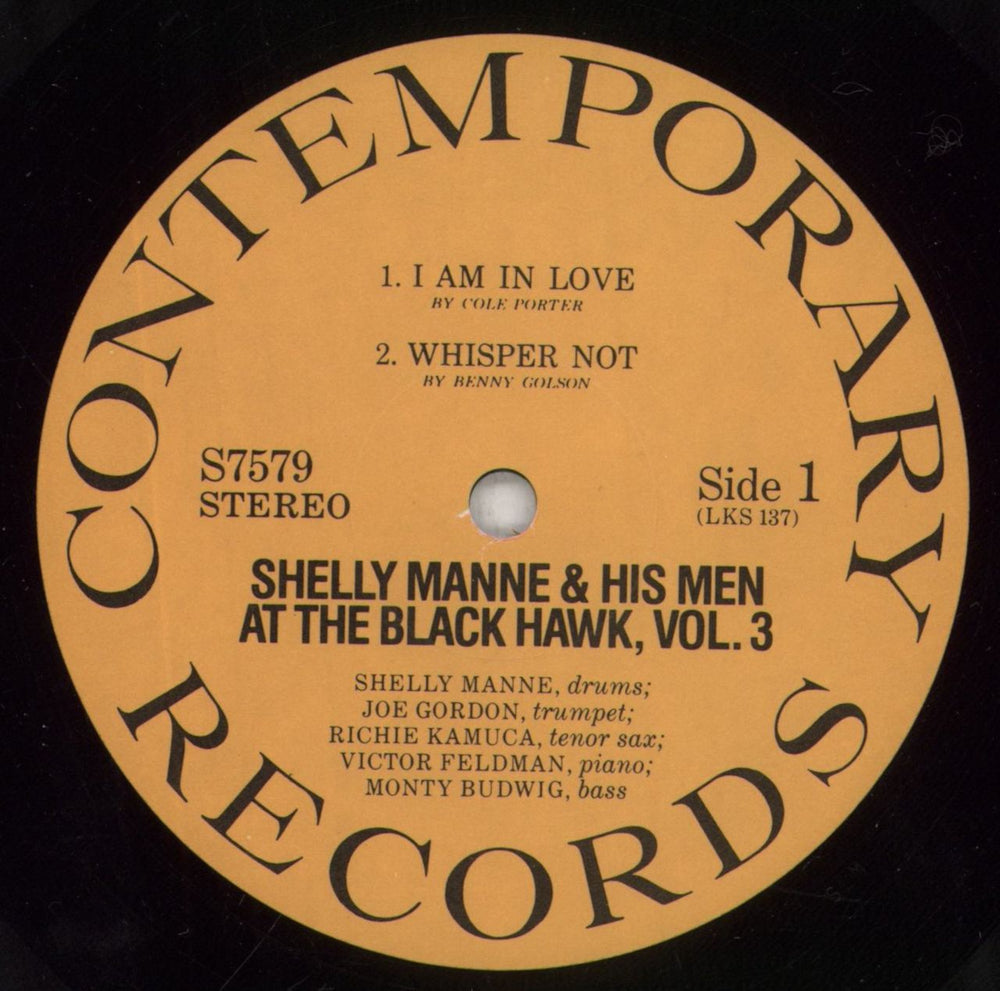 CONTEMPORARY
1. I AM IN LOVE
BY COLE PORTER
2. WHISPER NOT
BY BENNY GOLSON
S7579
STEREO
Side 1
(LKS 137)
SHELLY MANNE & HIS MEN
AT THE BLACK HAWK, VOL. 3
SHELLY MANNE, drums;
JOE GORDON, trumpet;
RICHIE KAMUCA, tenor sax;
VICTOR FELDMAN, piano;
MONTY BUDWIG, bass
RECORDS